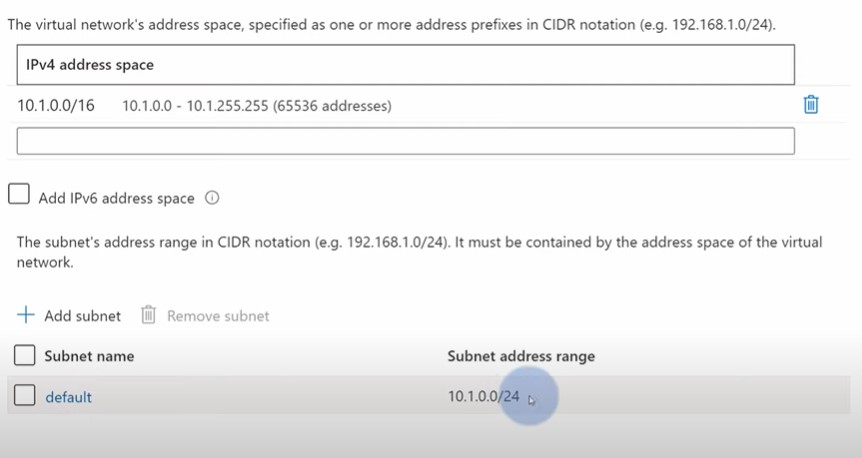 The virtual network's address space, specified as one or more address prefixes in CIDR notation (e.g. 192.168.1.0/24).
IPv4 address space
10.1.0.0/16 10.1.0.0 - 10.1.255.255 (65536 addresses)
Add IPv6 address space
The subnet's address range in CIDR notation (e.g. 192.168.1.0/24). It must be contained by the address space of the virtual
network.
Add subnet Remove subnet
Subnet name Subnet address range
default 10.1.0.0/24